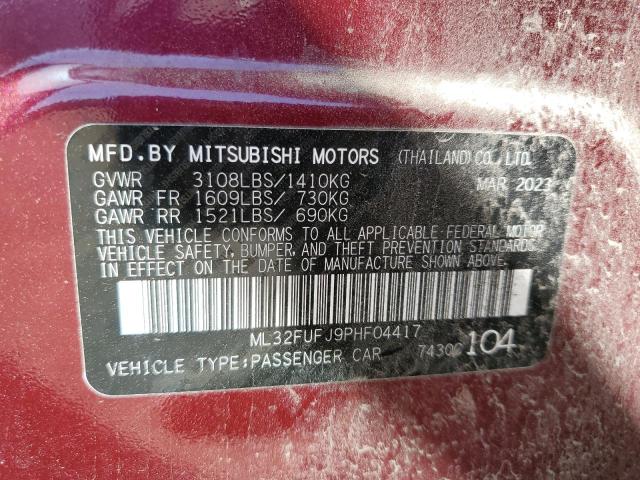 MFD.BY MITSUBISHI MOTORS (THAILAND)CO., LTD.
GVWR 3108LBS/1410KG MAR 2023
GAWR FR 1609LBS/ 730KG
GAWR RR 1521LBS/ 690KG
THIS VEHICLE CONFORMS TO ALL APPLICABLE FEDERAL MOTOR
VEHICLE SAFETY, BUMPER, AND THEFT PREVENTION STANDARDS
IN EFFECT ON THE DATE OF MANUFACTURE SHOWN ABOVE.
ML32FUFJ9PHF04417
VEHICLE TYPE:PASSENGER CAR 7430C 104